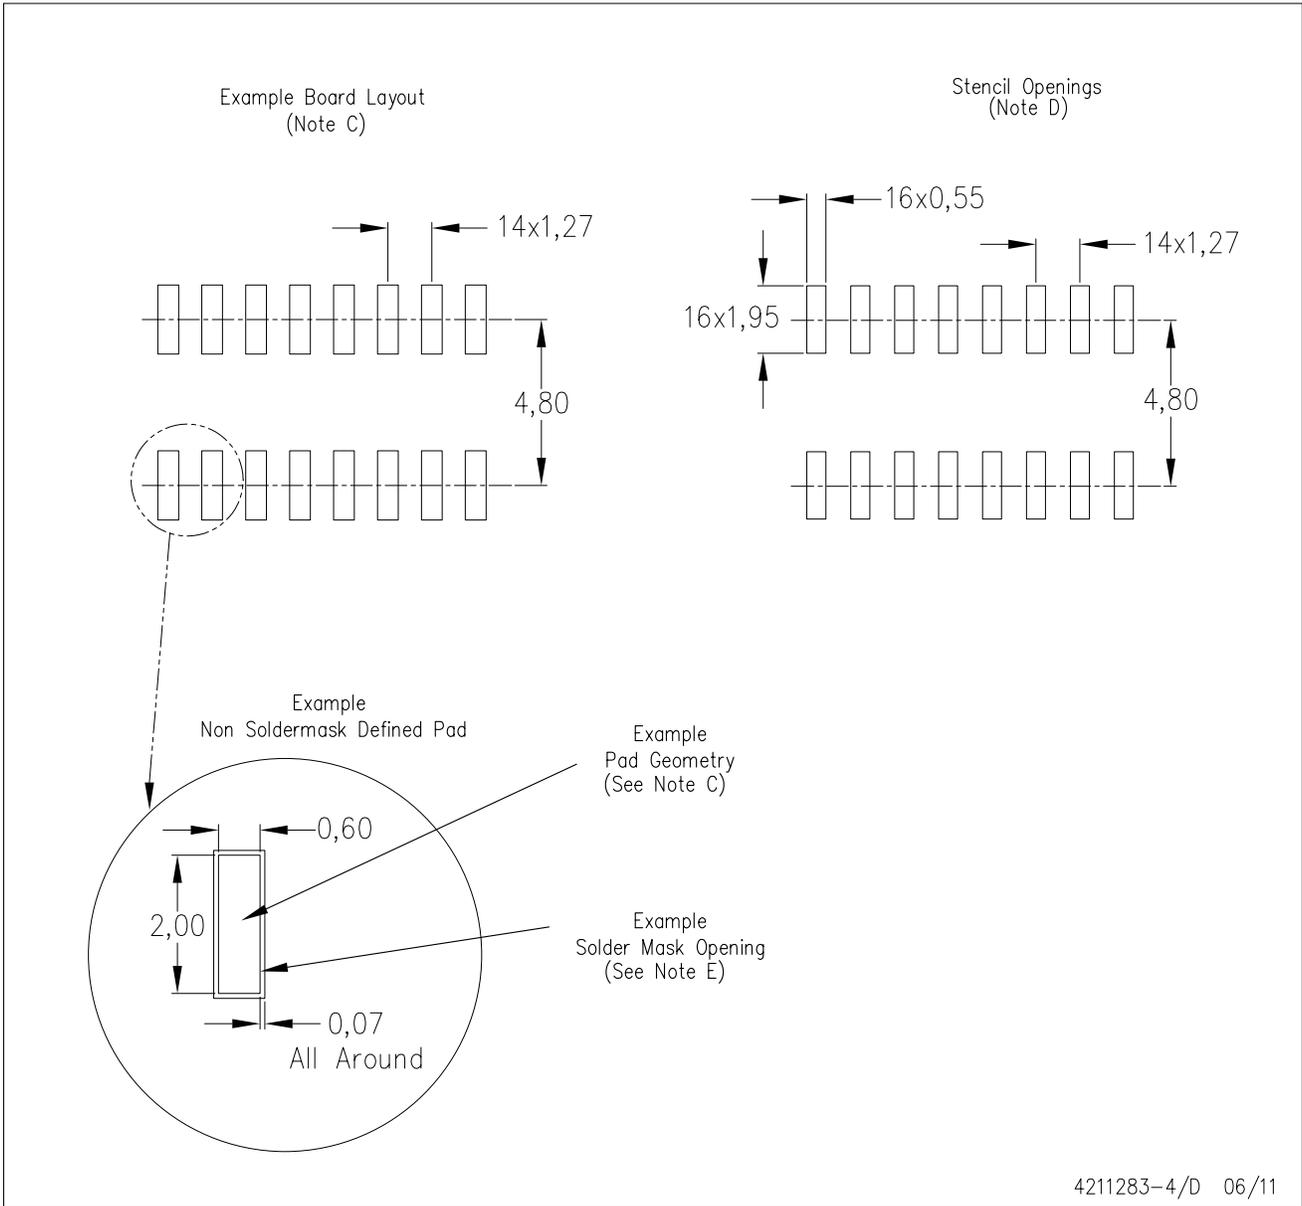 Example Board Layout
(Note C)
Stencil Openings
(Note D)
14x1,27
4,80
16x0,55
14x1,27
16x1,95
4,80
Example
Non Soldermask Defined Pad
Example
Pad Geometry
(See Note C)
0,60
2,00
Example
Solder Mask Opening
(See Note E)
0,07
All Around
4211283-4/D 06/11